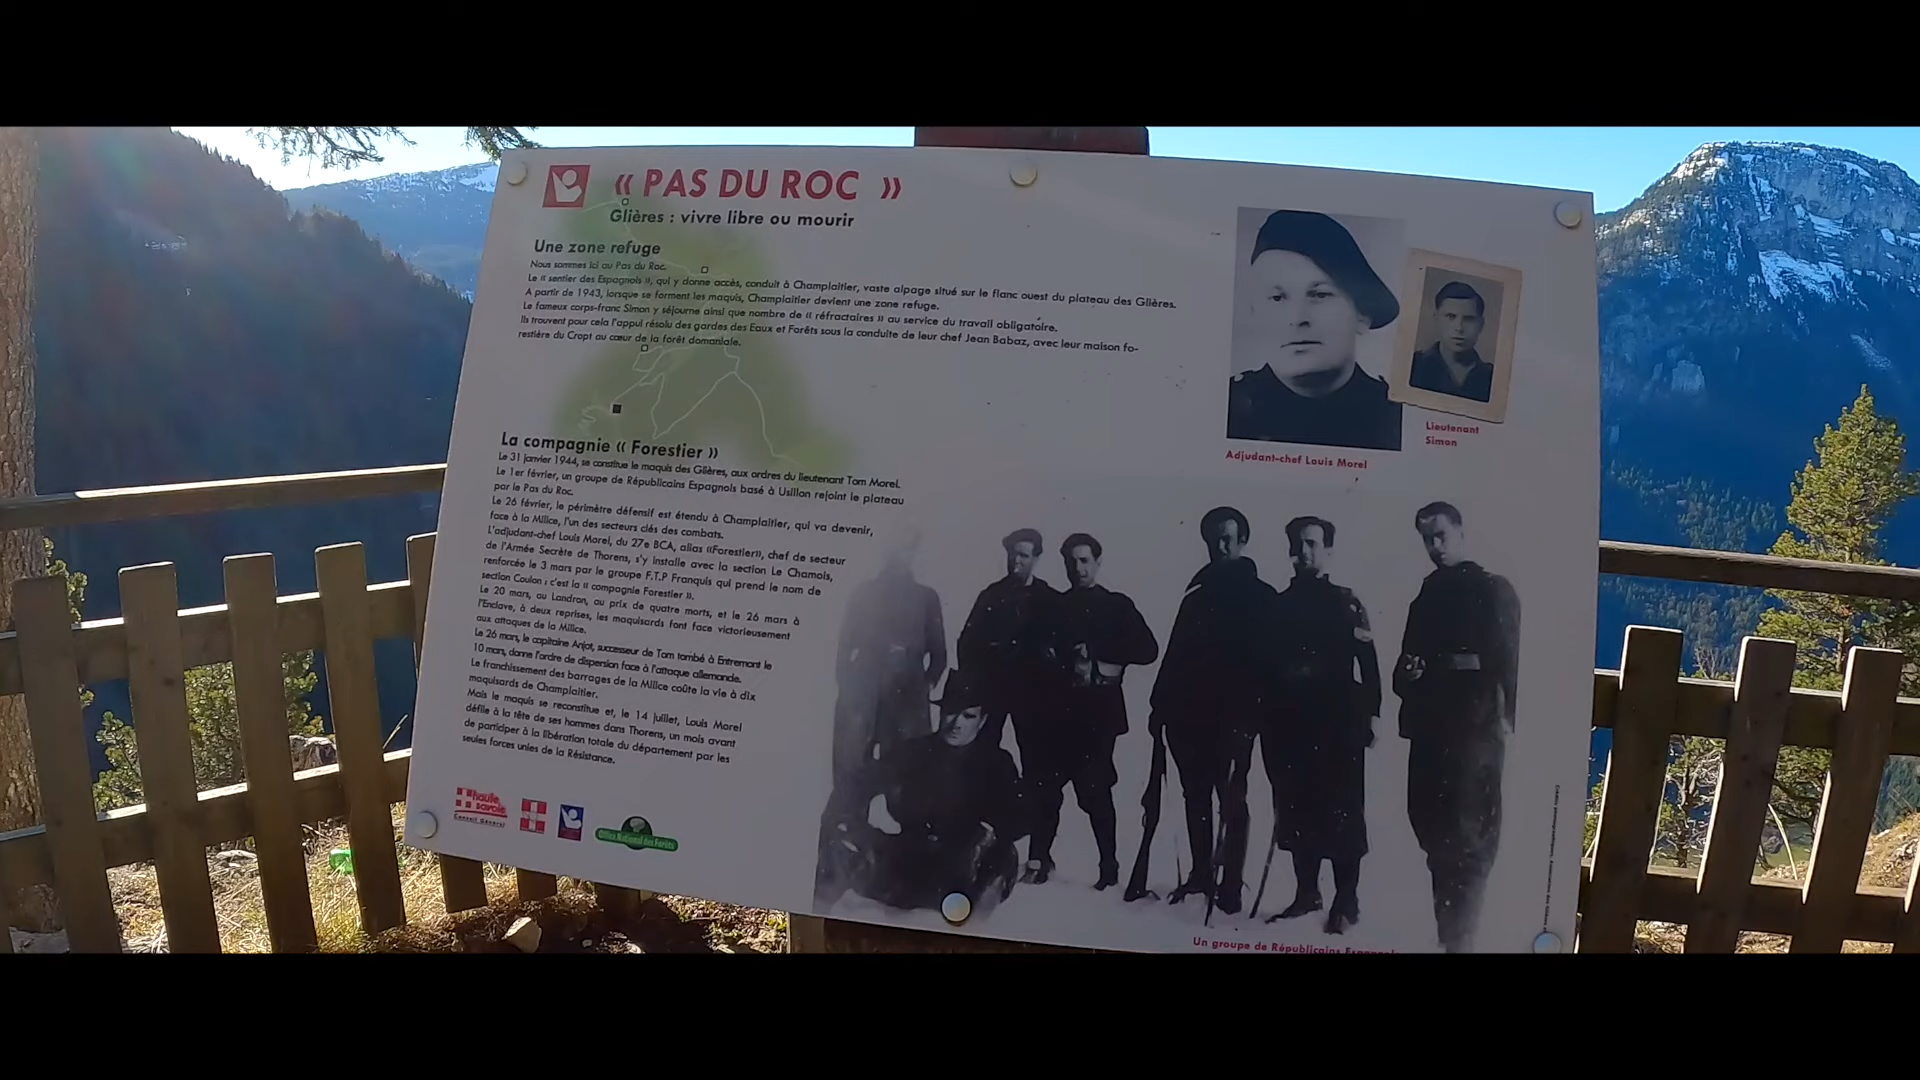 « PAS DU ROC »
Glières : vivre libre ou mourir
Une zone refuge
Nous sommes ici au Pas du Roc.
Le « sentier des Espagnols », qui y donne accès, conduit à Champlaitier, vaste alpage situé sur le flanc ouest du plateau des Glières.
A partir de 1943, lorsque se forment les maquis, Champlaitier devient une zone refuge.
Le fameux corps-franc Simon y séjourne ainsi que nombre de « réfractaires » au service du travail obligatoire.
Ils trouvent pour cela l'appui résolu des gardes des Eaux et Forêts sous la conduite de leur chef Jean Babaz, avec leur maison fo-
restière du Cropt au cœur de la forêt domaniale.
Adjudant-chef Louis Morel
Lieutenant
Simon
La compagnie « Forestier »
Le 31 janvier 1944, se constitue le maquis des Glières, aux ordres du lieutenant Tom Morel.
Le 1er février, un groupe de Républicains Espagnols basé à Usillon rejoint le plateau
par le Pas du Roc.
Le 26 février, le périmètre défensif est étendu à Champlaitier, qui va devenir,
face à la Milice, l'un des secteurs clés des combats.
L'adjudant-chef Louis Morel, du 27e BCA, alias «Forestier», chef de secteur
de l'Armée Secrète de Thorens, s'y installe avec la section Le Chamois,
renforcée le 3 mars par le groupe F.T.P Franquis qui prend le nom de
section Coulon : c'est la « compagnie Forestier ».
Le 20 mars, au Landron, au prix de quatre morts, et le 26 mars à
l'Enclave, à deux reprises, les maquisards font face victorieusement
aux attaques de la Milice.
Le 26 mars, le capitaine Anjot, successeur de Tom tombé à Entremont le
10 mars, donne l'ordre de dispersion face à l'attaque allemande.
Le franchissement des barrages de la Milice coûte la vie à dix
maquisards de Champlaitier.
Mais le maquis se reconstitue et, le 14 juillet, Louis Morel
défile à la tête de ses hommes dans Thorens, un mois avant
de participer à la libération totale du département par les
seules forces unies de la Résistance.
haute
savoie
Conseil Général
Office National des Forêts
Un groupe de Républicains Espagnols